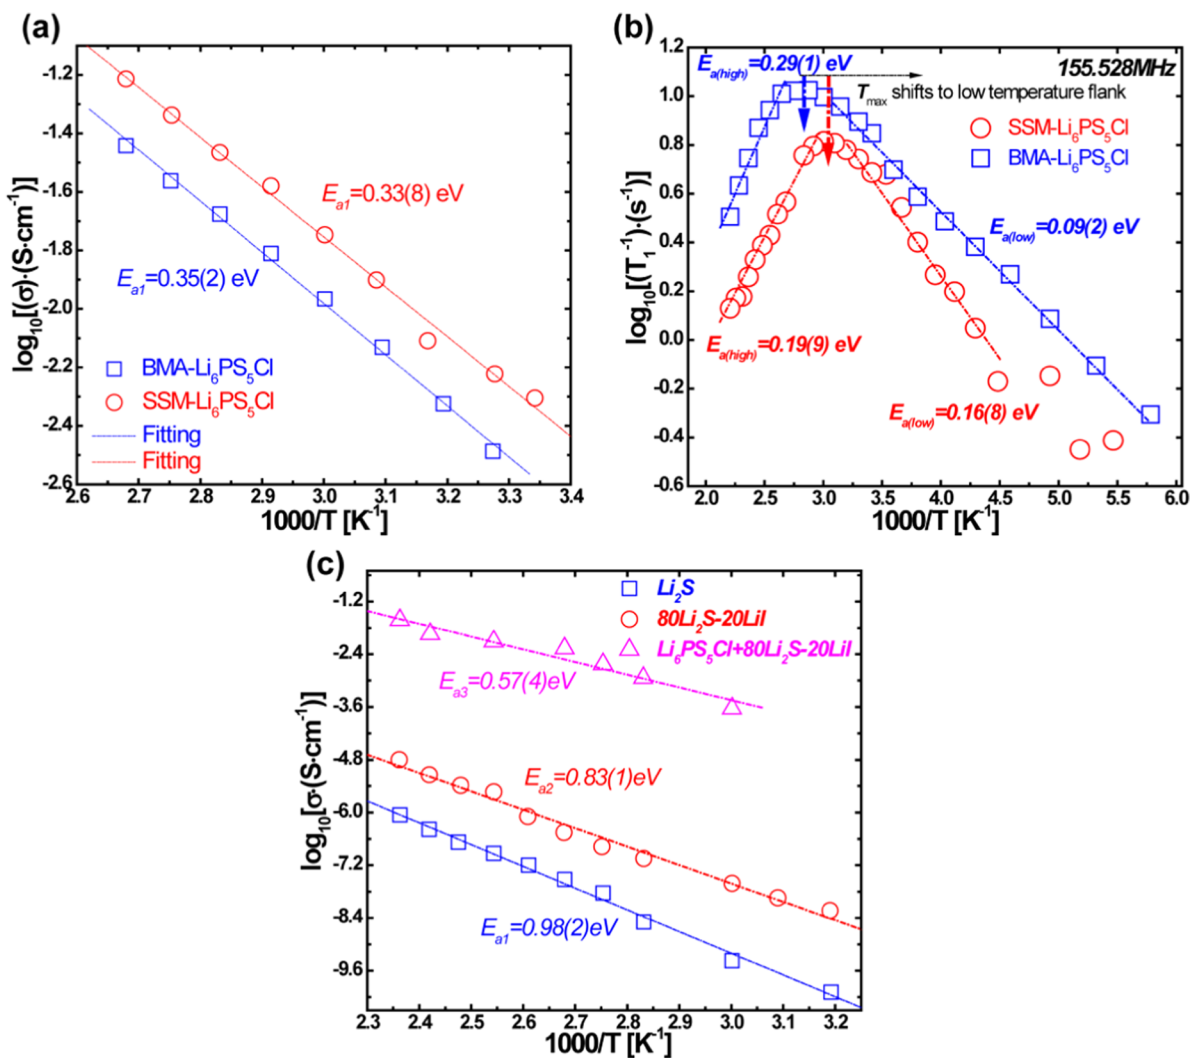 (a)
-1.2
-1.4
-1.6
-1.8
-2.0
-2.2
-2.4
-2.6
log₁₀[(σ)·(S·cm⁻¹)]
Eₐ₁=0.33(8) eV
Eₐ₁=0.35(2) eV
BMA-Li₆PS₅Cl
SSM-Li₆PS₅Cl
Fitting
Fitting
2.6 2.7 2.8 2.9 3.0 3.1 3.2 3.3 3.4
1000/T [K⁻¹]
(b)
1.2
1.0
0.8
0.6
0.4
0.2
0.0
-0.2
-0.4
-0.6
log₁₀[(T₁⁻¹)·(s⁻¹)]
Eₐ(high)=0.29(1) eV
155.528MHz
Tmax shifts to low temperature flank
SSM-Li₆PS₅Cl
BMA-Li₆PS₅Cl
Eₐ(low)=0.09(2) eV
Eₐ(high)=0.19(9) eV
Eₐ(low)=0.16(8) eV
2.0 2.5 3.0 3.5 4.0 4.5 5.0 5.5 6.0
1000/T [K⁻¹]
(c)
-1.2
-2.4
-3.6
-4.8
-6.0
-7.2
-8.4
-9.6
log₁₀[σ·(S·cm⁻¹)]
Li₂S
80Li₂S-20LiI
Li₆PS₅Cl+80Li₂S-20LiI
Eₐ₃=0.57(4)eV
Eₐ₂=0.83(1)eV
Eₐ₁=0.98(2)eV
2.3 2.4 2.5 2.6 2.7 2.8 2.9 3.0 3.1 3.2
1000/T [K⁻¹]